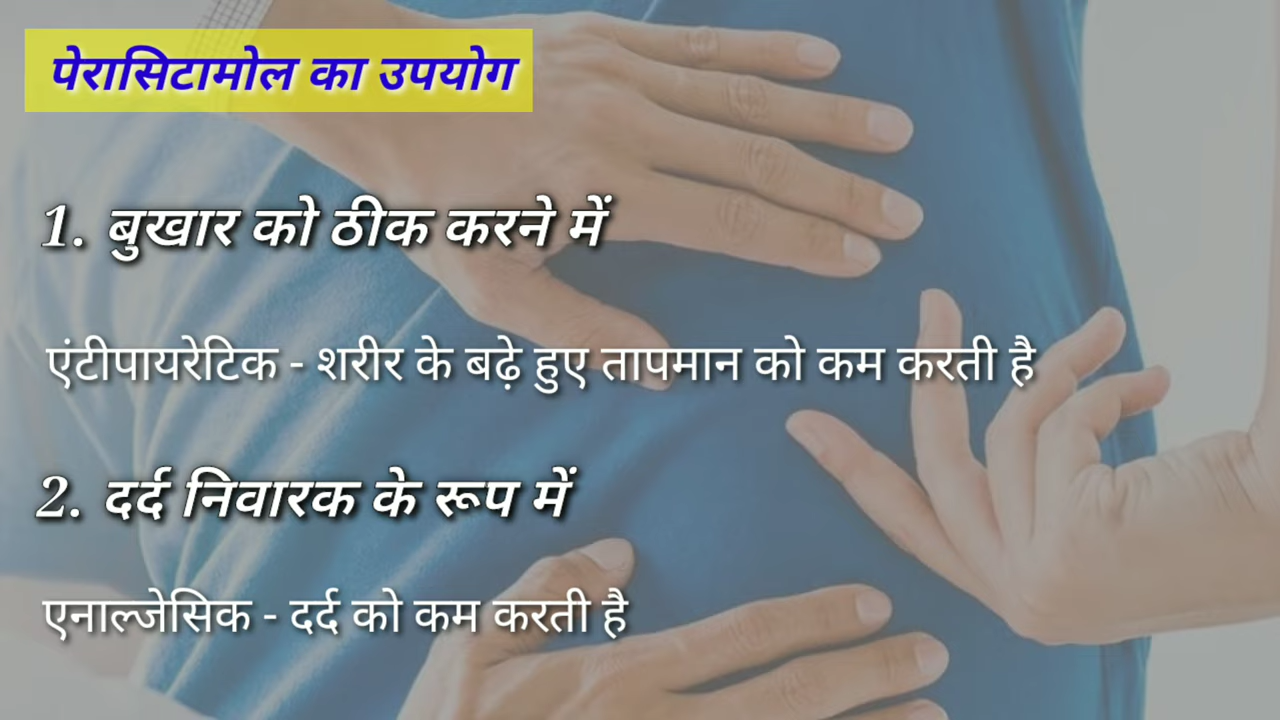 पेरासिटामोल का उपयोग
1. बुखार को ठीक करने में
एंटीपायरेटिक - शरीर के बढ़े हुए तापमान को कम करती है
2. दर्द निवारक के रूप में
एनाल्जेसिक - दर्द को कम करती है